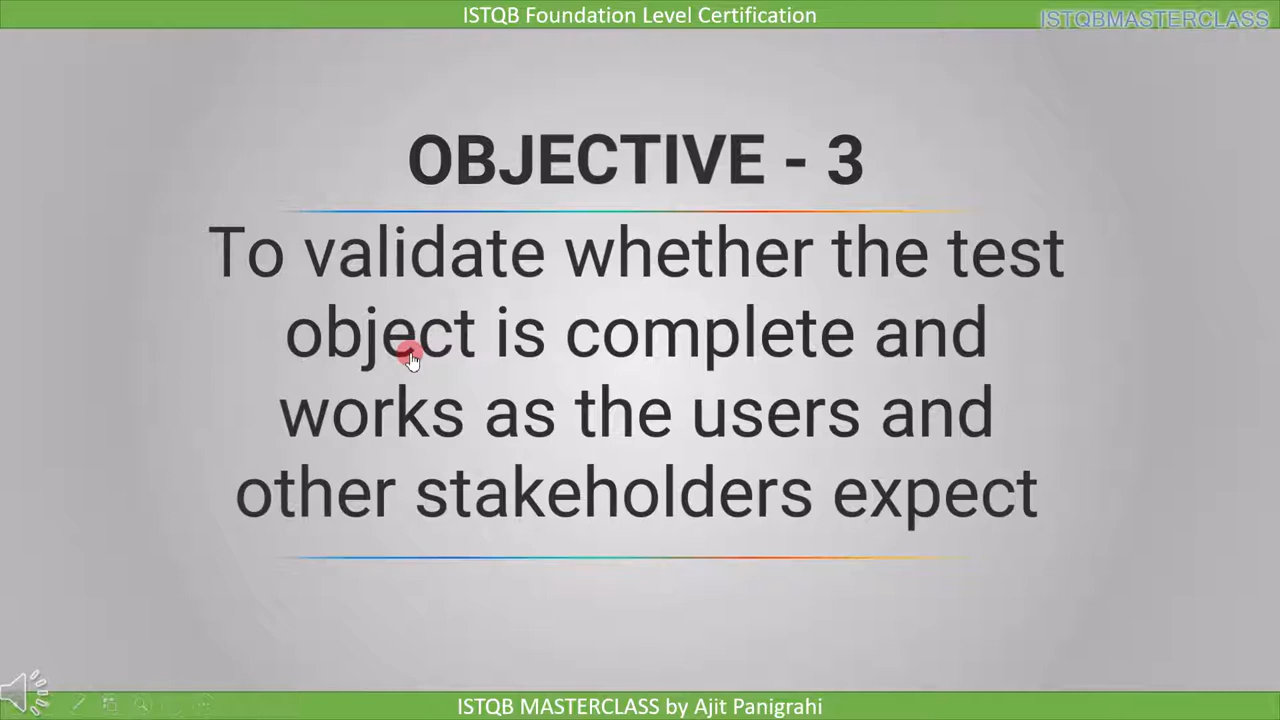 ISTQB Foundation Level Certification
ISTQBMASTERCLASS
OBJECTIVE - 3
To validate whether the test
object is complete and
works as the users and
other stakeholders expect
ISTQB MASTERCLASS by Ajit Panigrahi